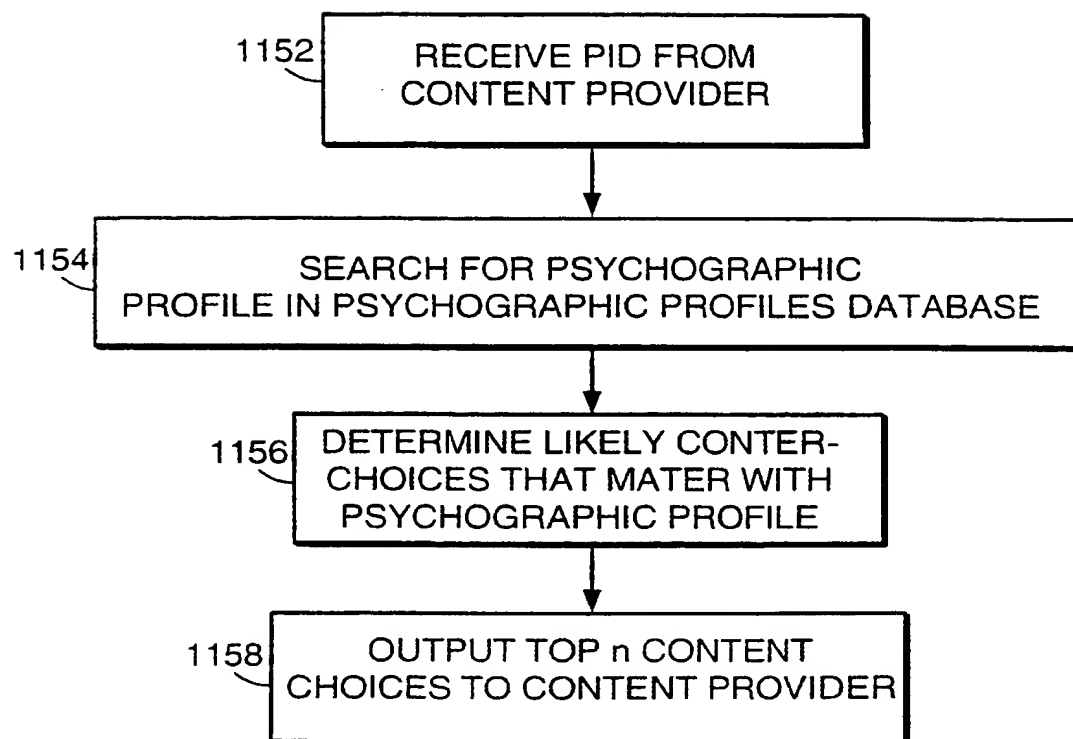 1152
RECEIVE PID FROM
CONTENT PROVIDER
1154
SEARCH FOR PSYCHOGRAPHIC
PROFILE IN PSYCHOGRAPHIC PROFILES DATABASE
1156
DETERMINE LIKELY CONTER-
CHOICES THAT MATER WITH
PSYCHOGRAPHIC PROFILE
1158
OUTPUT TOP n CONTENT
CHOICES TO CONTENT PROVIDER